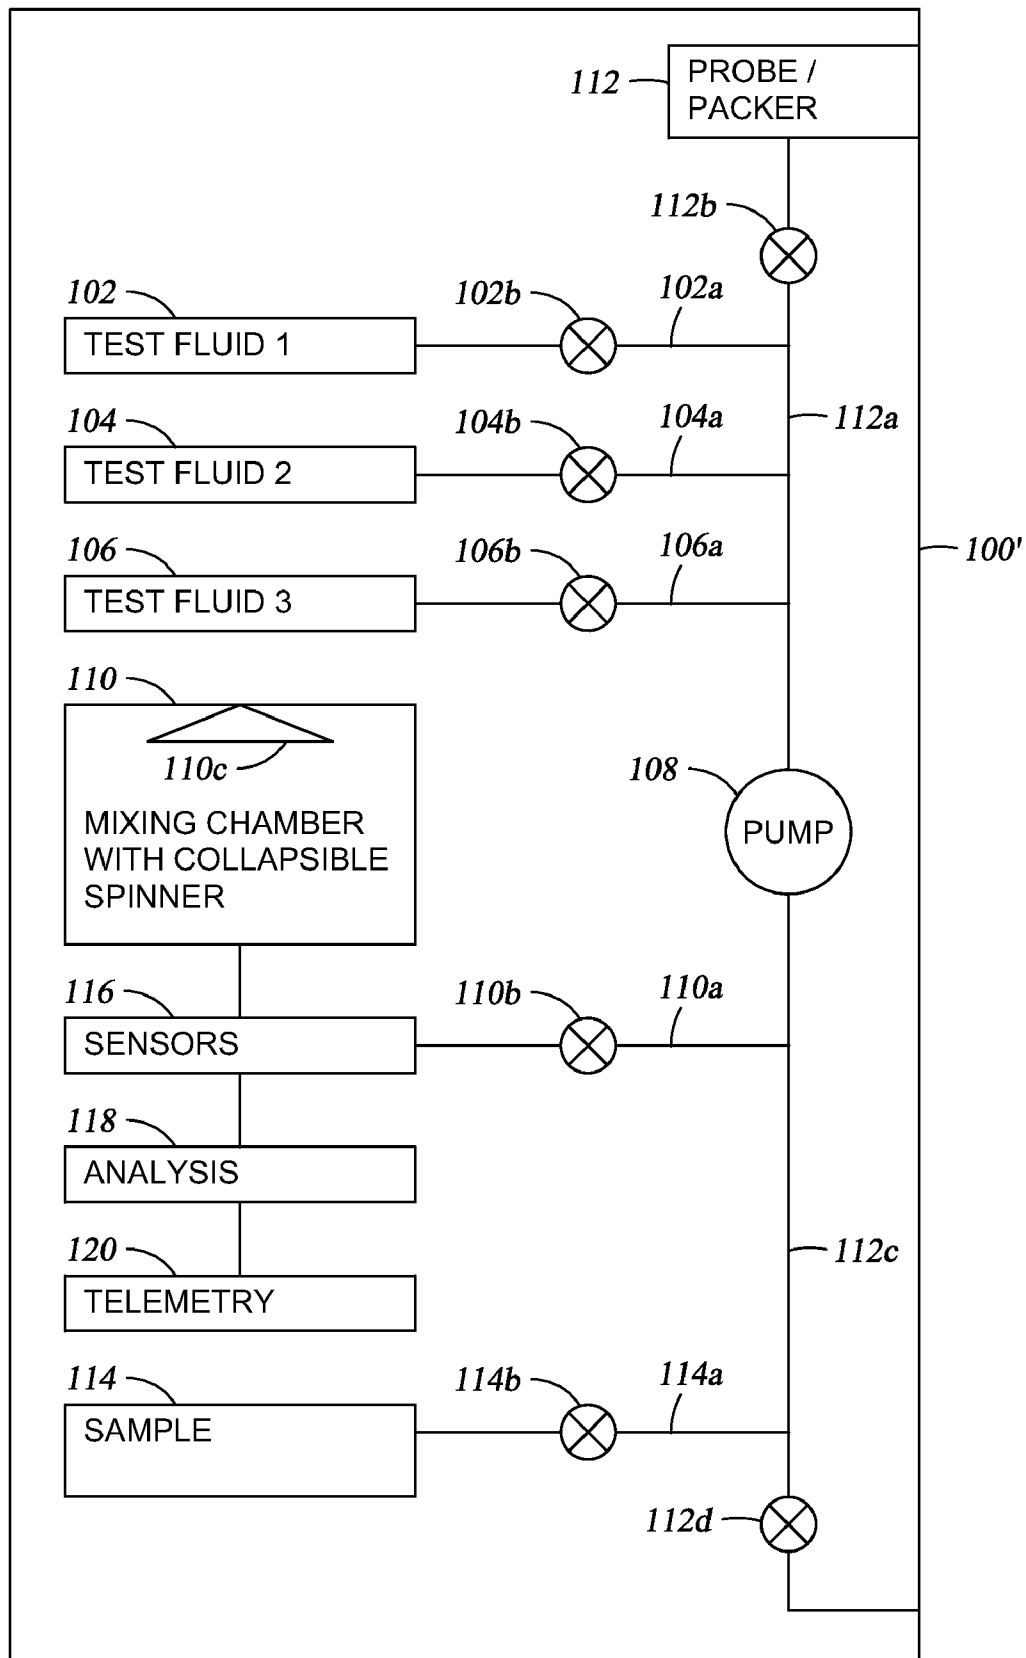 112
PROBE /
PACKER
112b
102
102b
102a
TEST FLUID 1
104
104b
104a
112a
TEST FLUID 2
106
106b
106a
100'
TEST FLUID 3
110
110c
108
MIXING CHAMBER
WITH COLLAPSIBLE
SPINNER
PUMP
116
110b
110a
SENSORS
118
ANALYSIS
120
112c
TELEMETRY
114
114b
114a
SAMPLE
112d